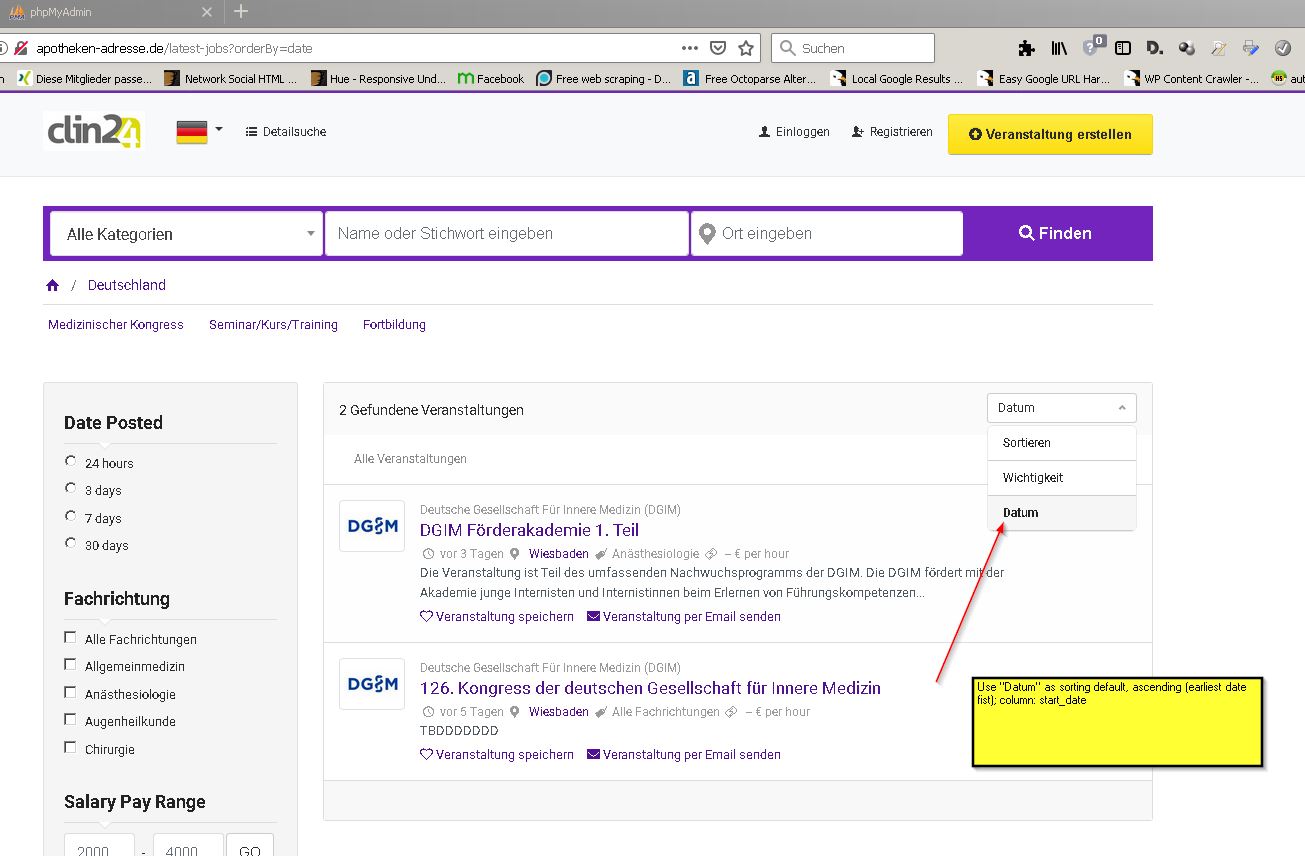 phpMyAdmin
apotheken-adresse.de/latest-jobs?orderBy=date
Suchen
0
D.
Diese Mitglieder passe...
Network Social HTML ...
Hue - Responsive Und...
Facebook
Free web scraping - D...
Free Octoparse Alter...
Local Google Results ...
Easy Google URL Har...
WP Content Crawler -...
aut
clin24
Detailsuche
Einloggen
Registrieren
Veranstaltung erstellen
Alle Kategorien
Name oder Stichwort eingeben
Ort eingeben
Finden
/ Deutschland
Medizinischer Kongress
Seminar/Kurs/Training
Fortbildung
Date Posted
24 hours
3 days
7 days
30 days
Fachrichtung
Alle Fachrichtungen
Allgemeinmedizin
Anästhesiologie
Augenheilkunde
Chirurgie
Salary Pay Range
2000 - 4000 GO
2 Gefundene Veranstaltungen
Datum
Sortieren
Wichtigkeit
Datum
Alle Veranstaltungen
DGIM
Deutsche Gesellschaft Für Innere Medizin (DGIM)
DGIM Förderakademie 1. Teil
vor 3 Tagen Wiesbaden Anästhesiologie – € per hour
Die Veranstaltung ist Teil des umfassenden Nachwuchsprogramms der DGIM. Die DGIM fördert mit der
Akademie junge Internisten und Internistinnen beim Erlernen von Führungskompetenzen...
Veranstaltung speichern Veranstaltung per Email senden
DGIM
Deutsche Gesellschaft Für Innere Medizin (DGIM)
126. Kongress der deutschen Gesellschaft für Innere Medizin
vor 5 Tagen Wiesbaden Alle Fachrichtungen – € per hour
TBDDDDDDD
Veranstaltung speichern Veranstaltung per Email senden
Use "Datum" as sorting default, ascending (earliest date
fist); column: start_date